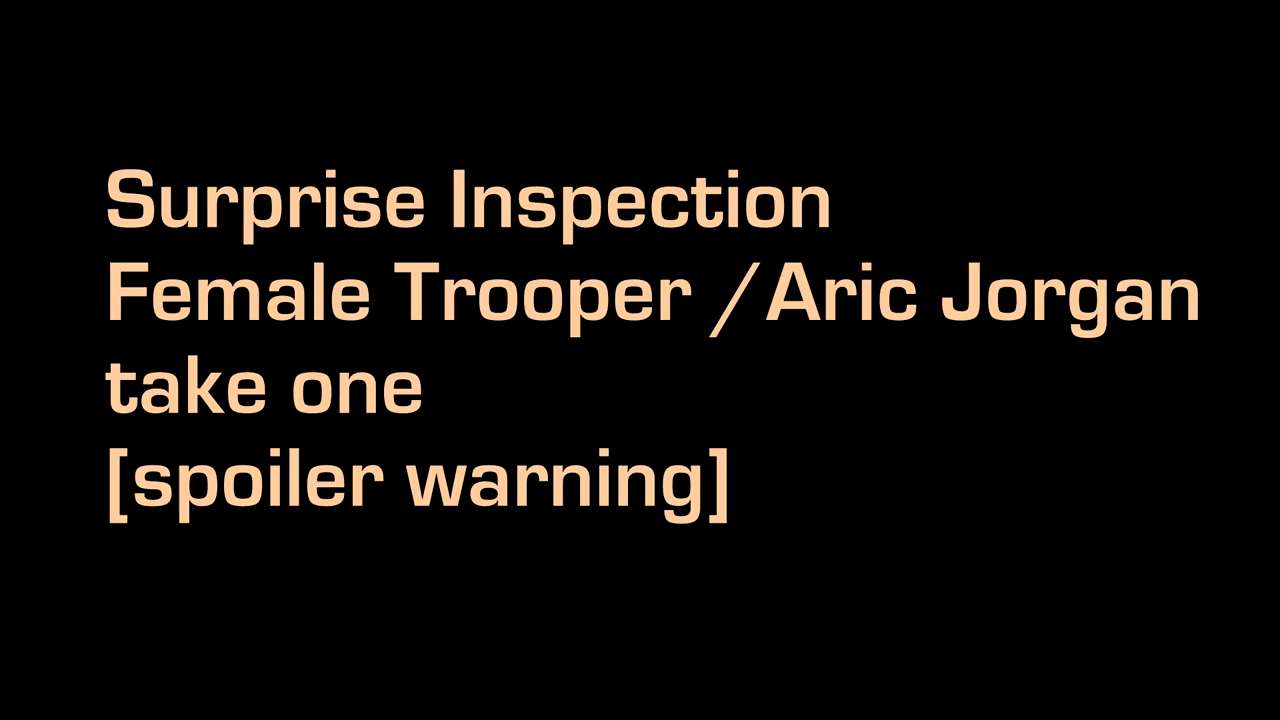 Surprise Inspection
Female Trooper /Aric Jorgan
take one
[spoiler warning]